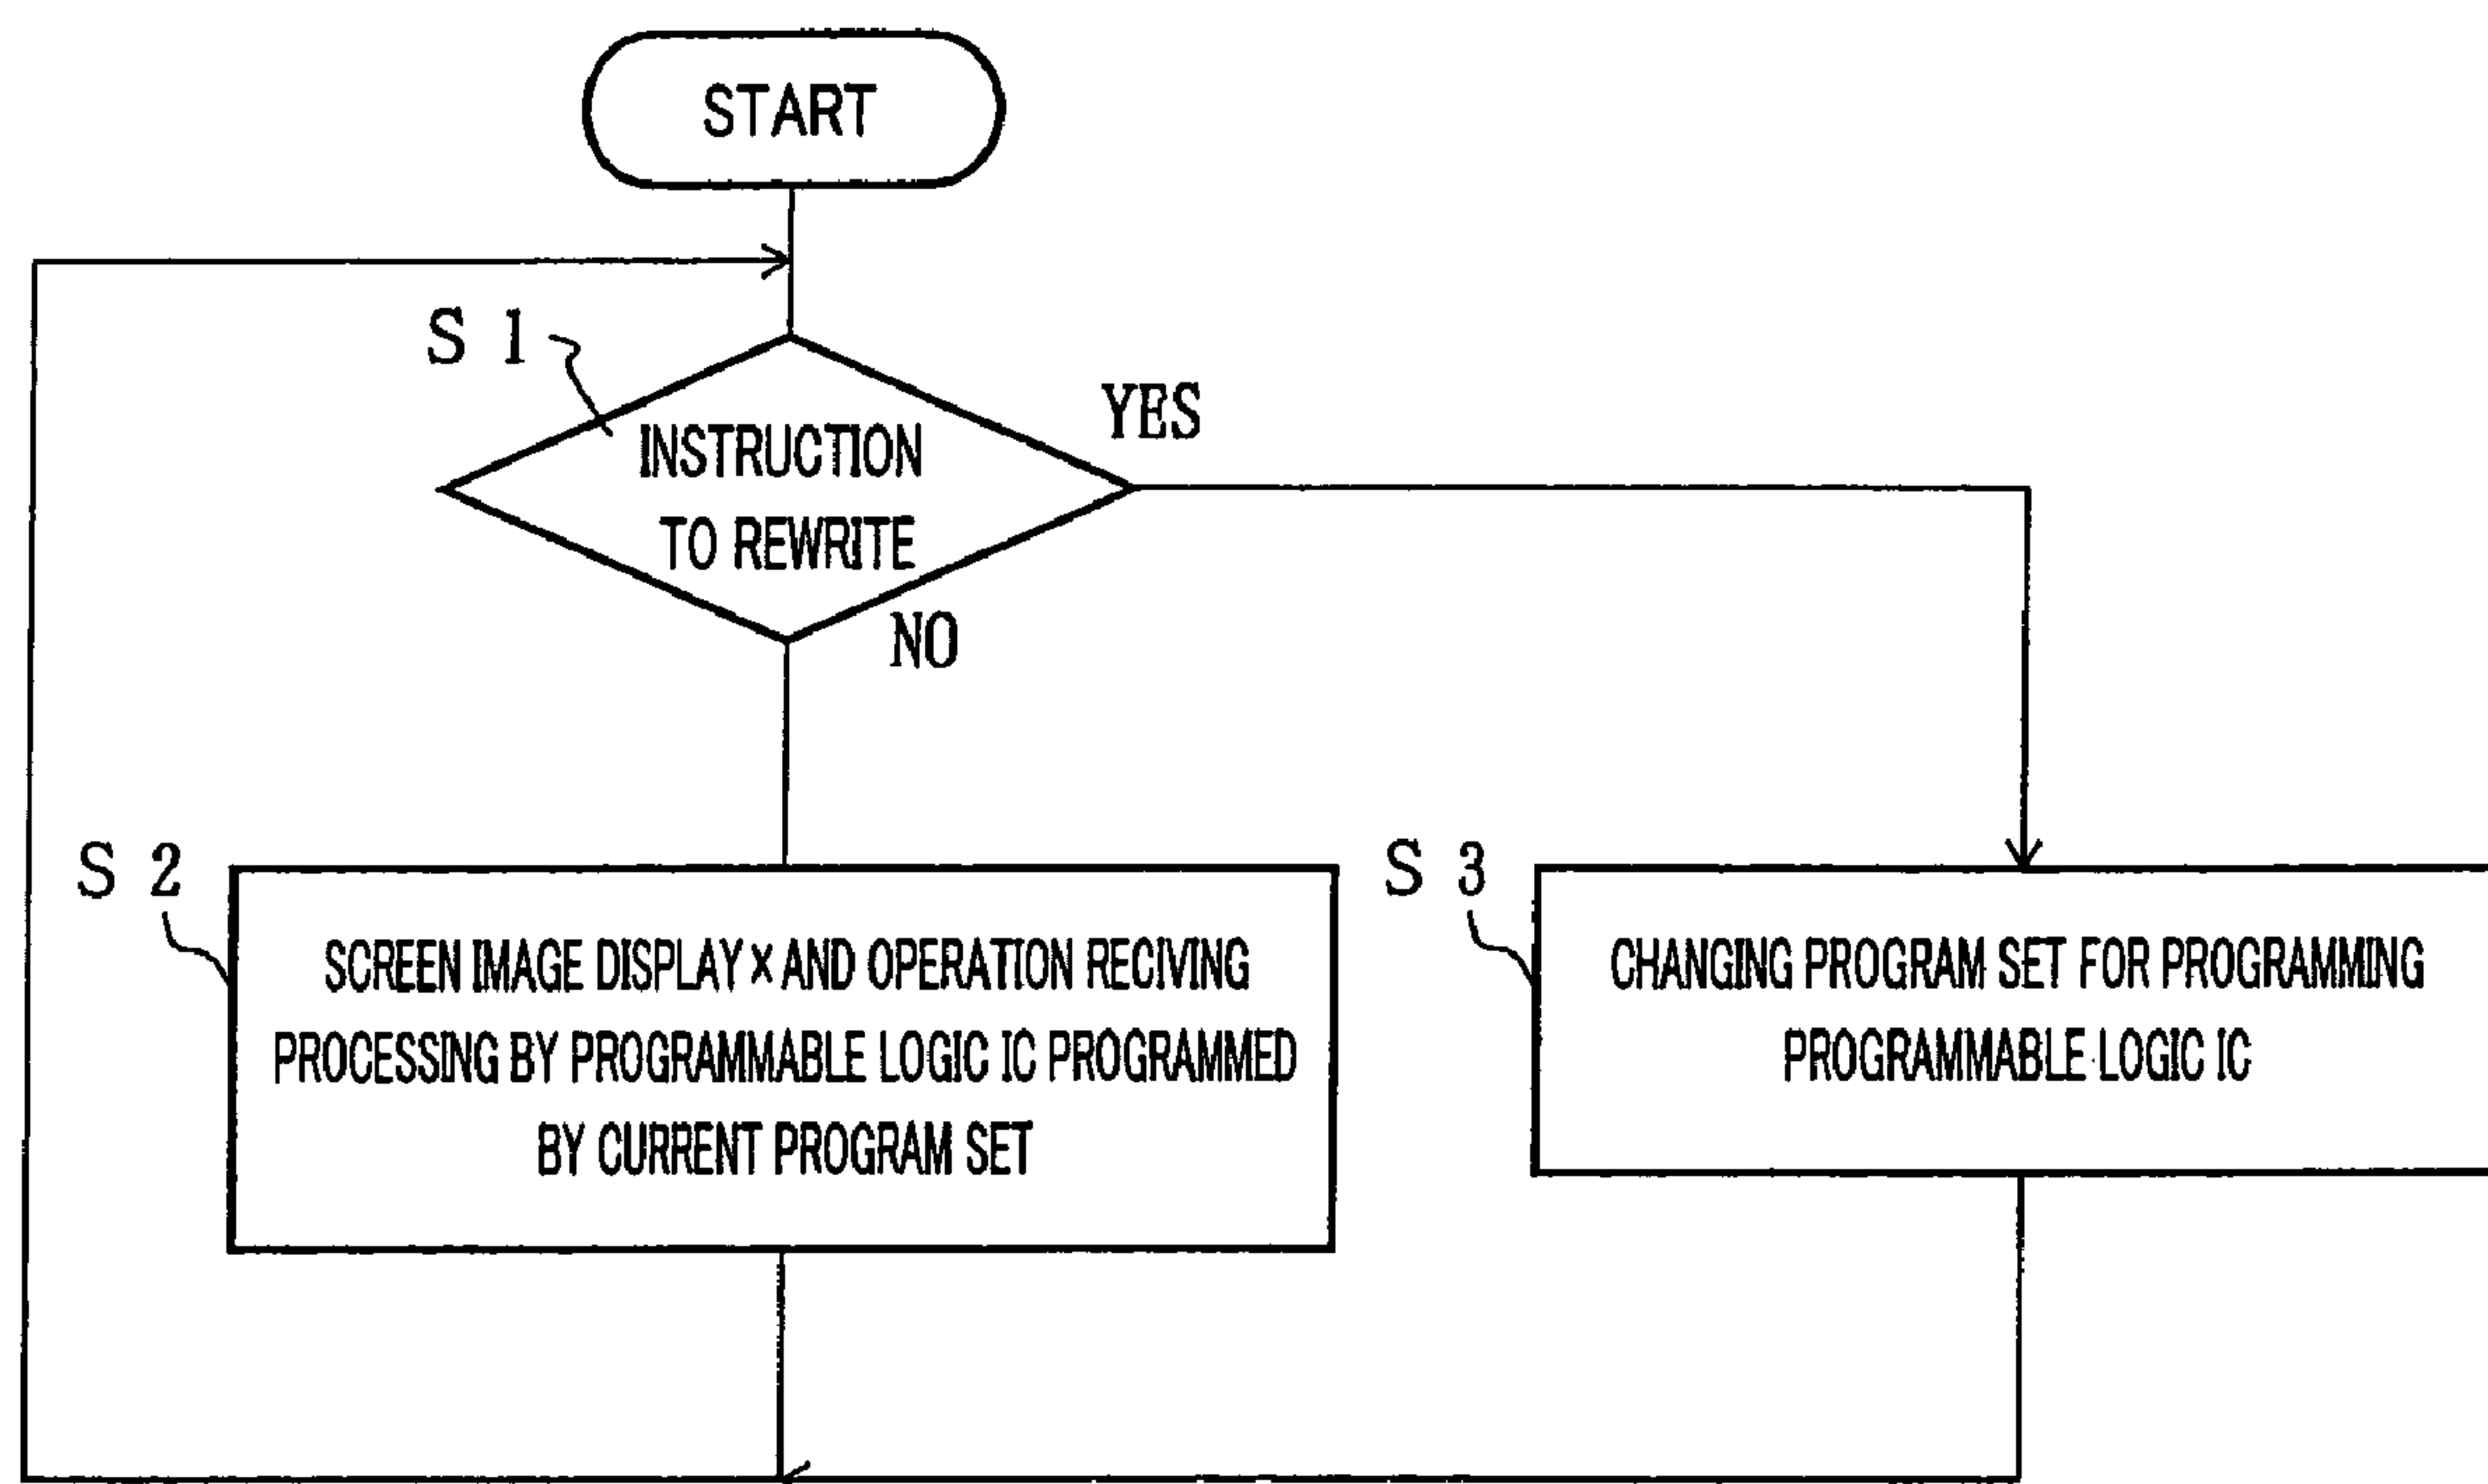 START
S 1
YES
INSTRUCTION
TO REWRITE
NO
S 2
SCREEN IMAGE DISPLAY x AND OPERATION RECIVING
PROCESSING BY PROGRAMMABLE LOGIC IC PROGRAMMED
BY CURRENT PROGRAM SET
S 3
CHANGING PROGRAM SET FOR PROGRAMMING
PROGRAMMABLE LOGIC IC